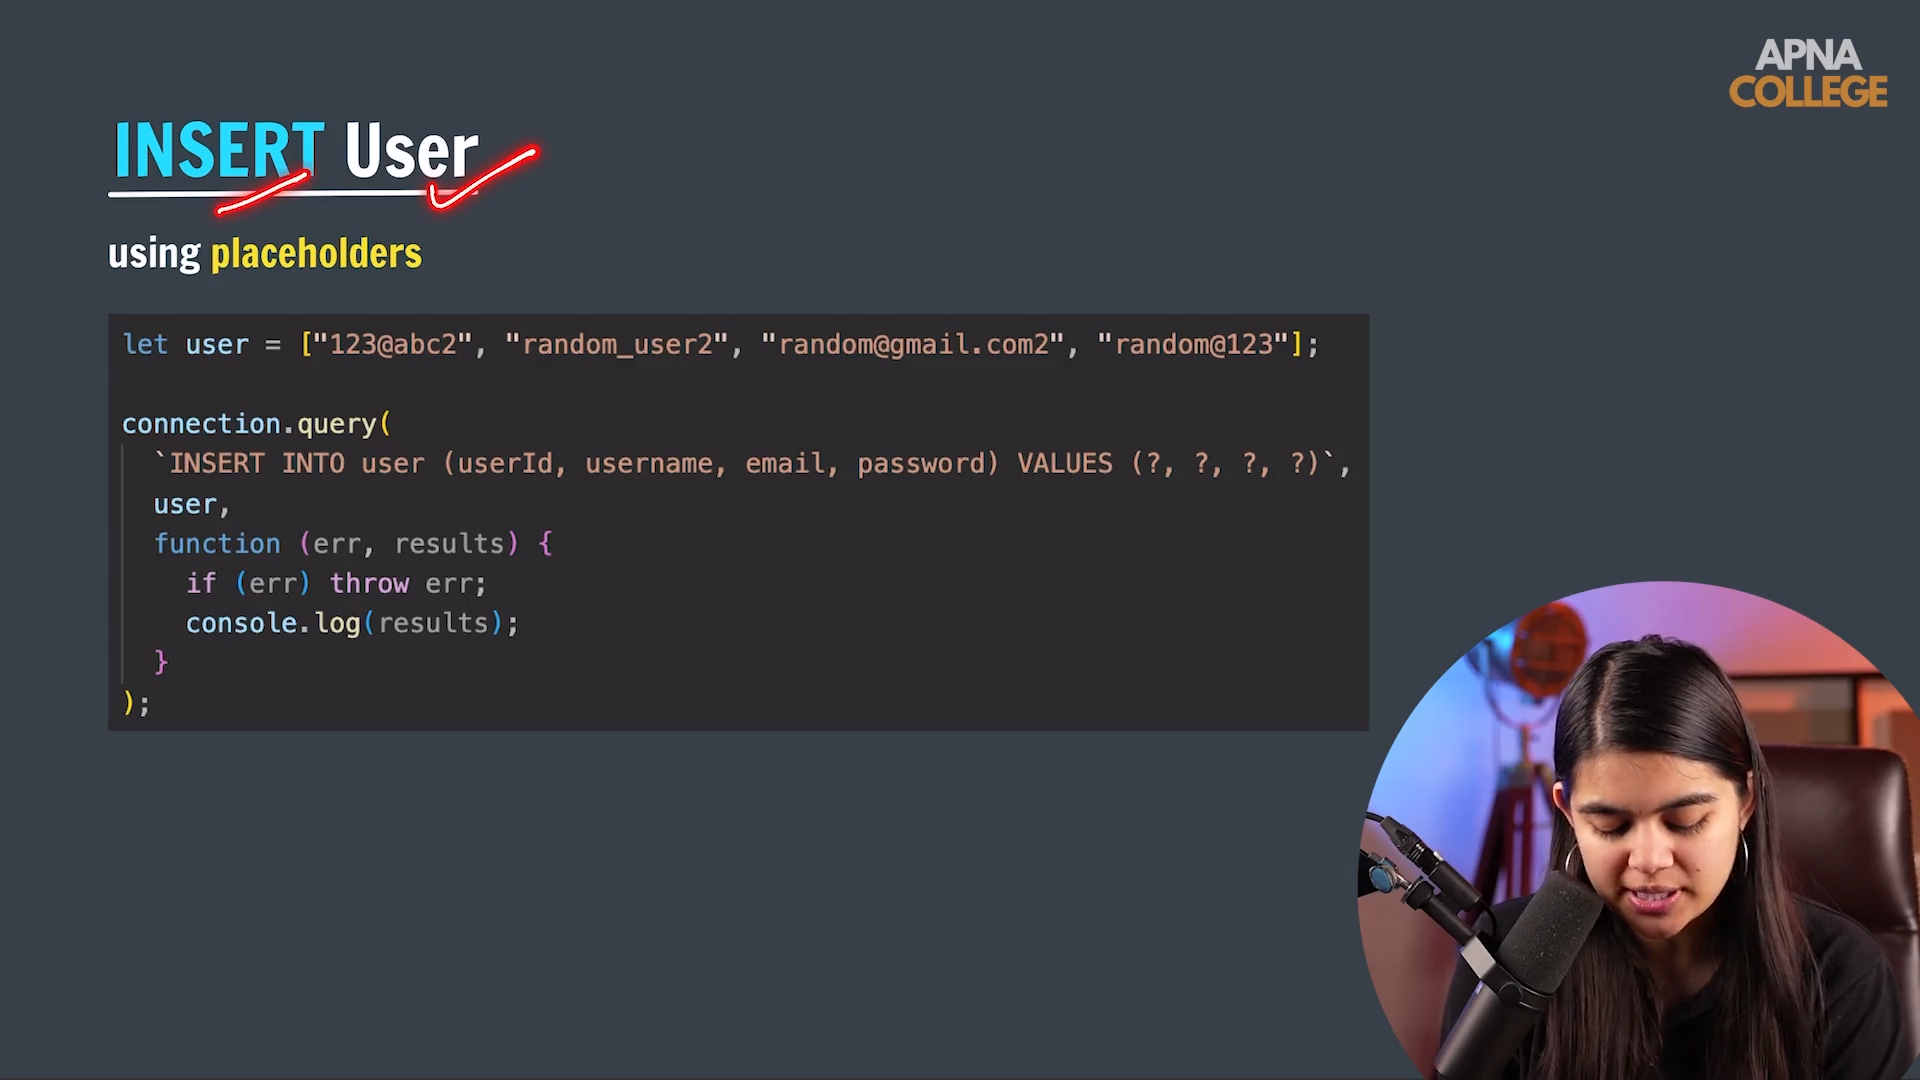 APNA
COLLEGE
INSERT User
using placeholders
let user = ["123@abc2", "random_user2", "random@gmail.com2", "random@123"];
connection.query(
`INSERT INTO user (userId, username, email, password) VALUES (?, ?, ?, ?)`,
user,
function (err, results) {
if (err) throw err;
console.log(results);
}
);